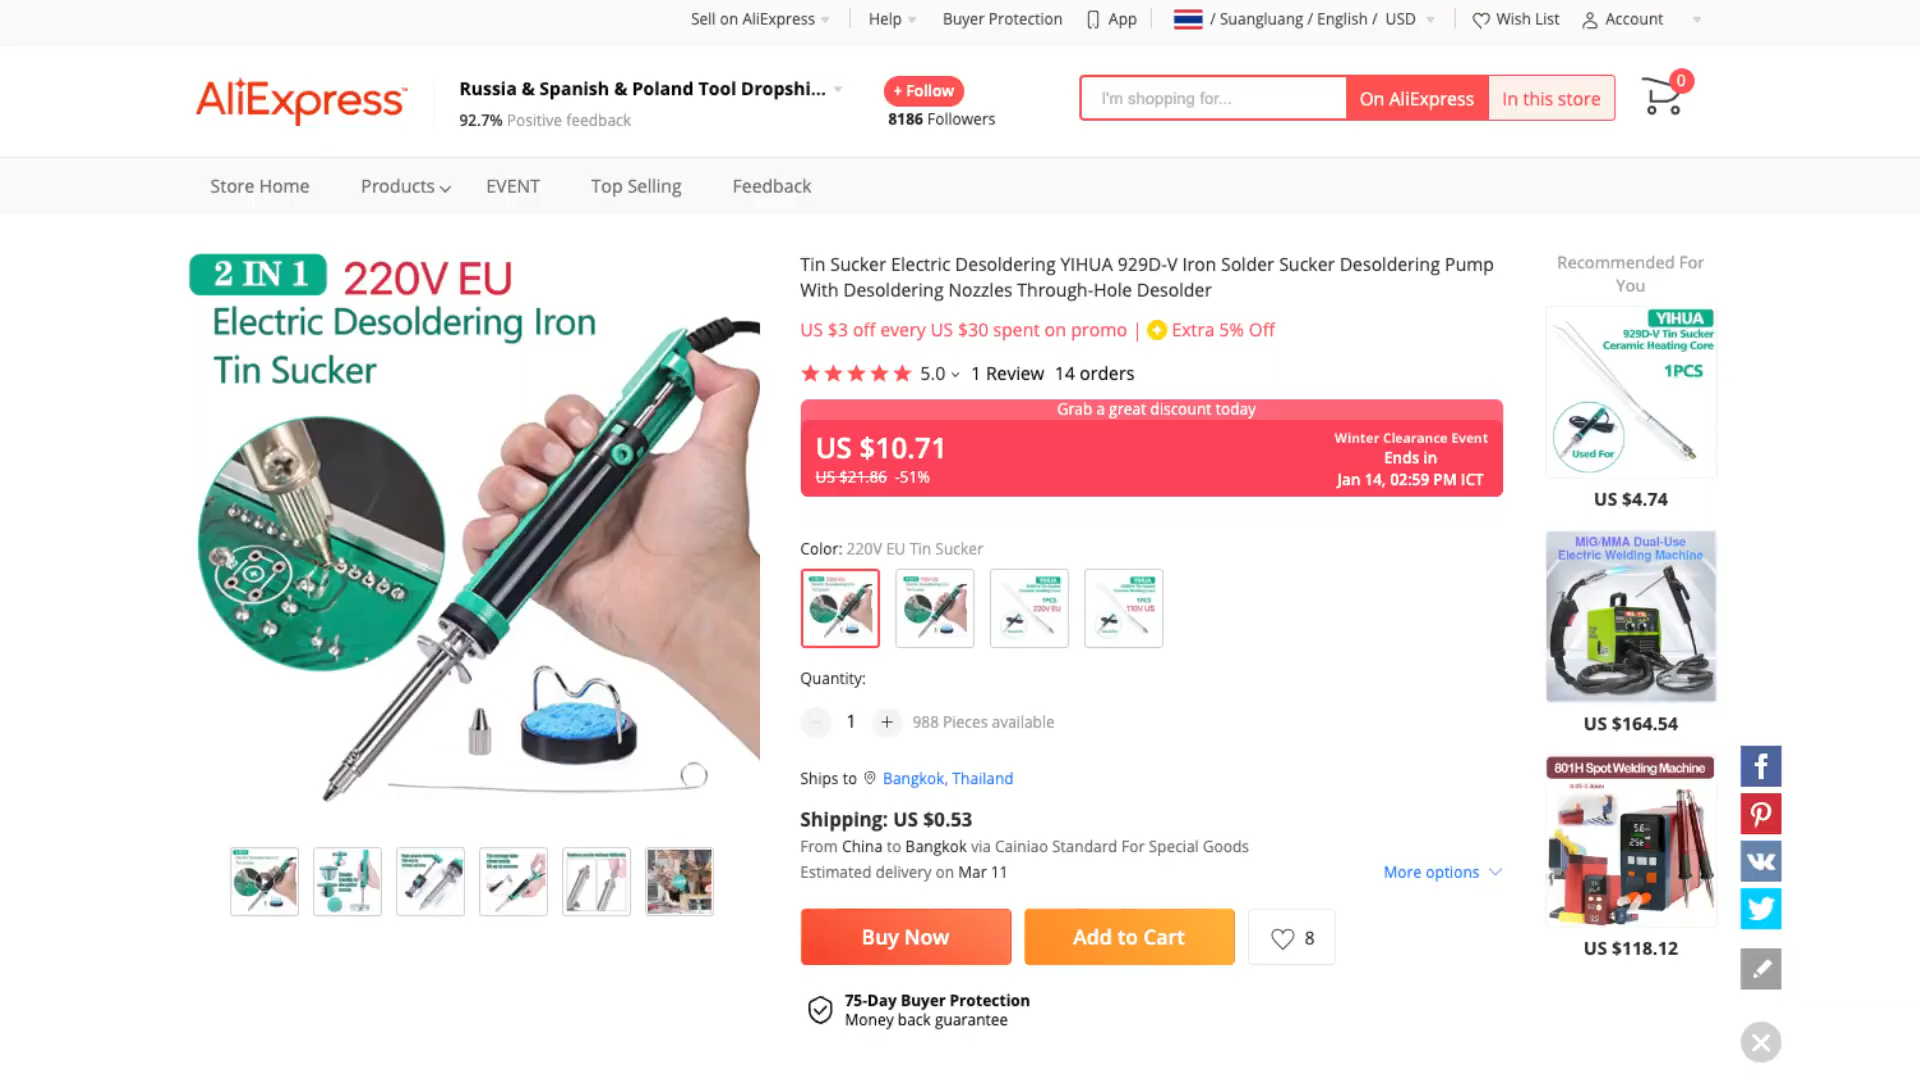 Sell on AliExpress
Help
Buyer Protection
App
/ Suangluang / English / USD
Wish List
Account
AliExpress™
Russia & Spanish & Poland Tool Dropshi...
92.7% Positive feedback
+ Follow
8186 Followers
I'm shopping for...
On AliExpress
In this store
0
Store Home
Products
EVENT
Top Selling
Feedback
2 IN 1 220V EU
Electric Desoldering Iron
Tin Sucker
Tin Sucker Electric Desoldering YIHUA 929D-V Iron Solder Sucker Desoldering Pump
With Desoldering Nozzles Through-Hole Desolder
US $3 off every US $30 spent on promo | Extra 5% Off
5.0 1 Review 14 orders
Grab a great discount today
US $10.71
US $21.86 -51%
Winter Clearance Event
Ends in
Jan 14, 02:59 PM ICT
Color: 220V EU Tin Sucker
YIHUA
1PCS
220V EU
YIHUA
1PCS
110V US
Quantity:
1
988 Pieces available
Ships to Bangkok, Thailand
Shipping: US $0.53
From China to Bangkok via Cainiao Standard For Special Goods
Estimated delivery on Mar 11
More options
Buy Now
Add to Cart
8
75-Day Buyer Protection
Money back guarantee
Recommended For
You
YIHUA
929D-V Tin Sucker
Ceramic Heating Core
1PCS
Used For
US $4.74
MIG/MMA Dual-Use
Electric Welding Machine
US $164.54
801H Spot Welding Machine
US $118.12